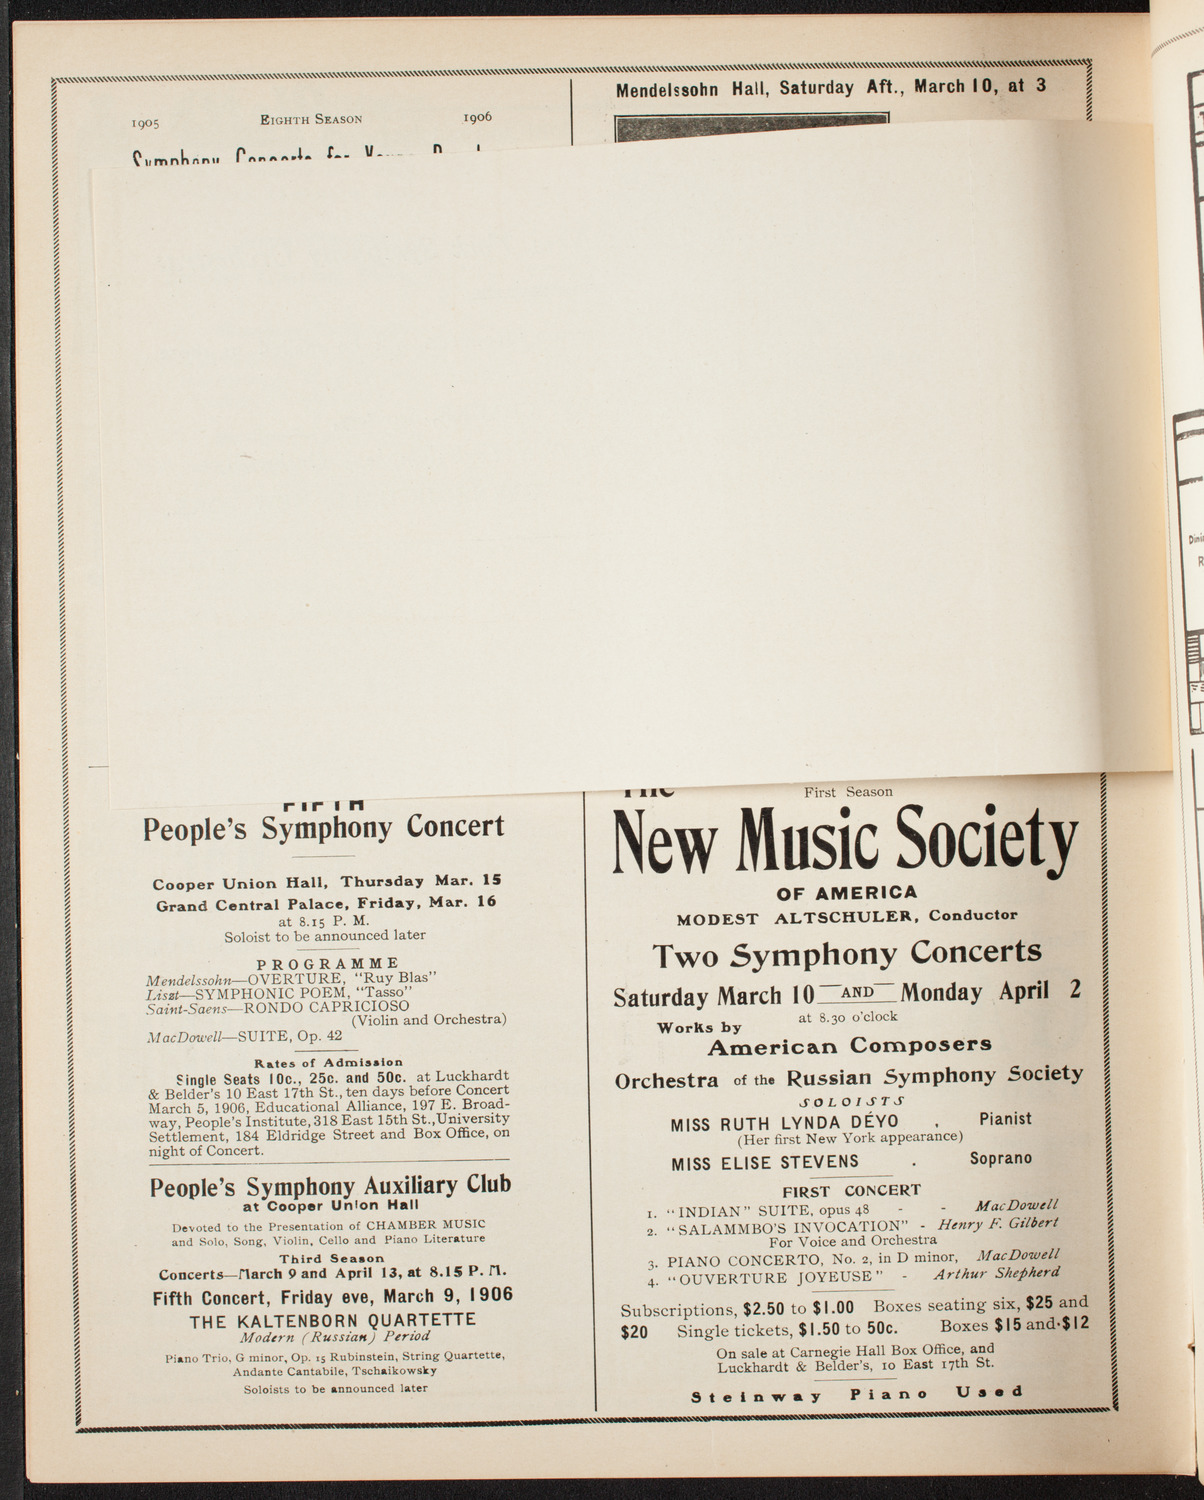 1905 EIGHTH SEASON 1906
Symphony Concerts for
Mendelssohn Hall, Saturday Aft., March 10, at 3
FIFTH
People's Symphony Concert
Cooper Union Hall, Thursday Mar. 15
Grand Central Palace, Friday, Mar. 16
at 8.15 P. M.
Soloist to be announced later
PROGRAMME
Mendelssohn—OVERTURE, "Ruy Blas"
Liszt—SYMPHONIC POEM, "Tasso"
Saint-Saens—RONDO CAPRICIOSO
(Violin and Orchestra)
MacDowell—SUITE, Op. 42
Rates of Admission
Single Seats 10c., 25c. and 50c. at Luckhardt
& Belder's 10 East 17th St., ten days before Concert
March 5, 1906, Educational Alliance, 197 E. Broad-
way, People's Institute, 318 East 15th St., University
Settlement, 184 Eldridge Street and Box Office, on
night of Concert.
People's Symphony Auxiliary Club
at Cooper Union Hall
Devoted to the Presentation of CHAMBER MUSIC
and Solo, Song, Violin, Cello and Piano Literature
Third Season
Concerts—March 9 and April 13, at 8.15 P. M.
Fifth Concert, Friday eve, March 9, 1906
THE KALTENBORN QUARTETTE
Modern (Russian) Period
Piano Trio, G minor, Op. 15 Rubinstein, String Quartette,
Andante Cantabile, Tschaikowsky
Soloists to be announced later
The First Season
New Music Society
OF AMERICA
MODEST ALTSCHULER, Conductor
Two Symphony Concerts
Saturday March 10 AND Monday April 2
at 8.30 o'clock
Works by
American Composers
Orchestra of the Russian Symphony Society
SOLOISTS
MISS RUTH LYNDA DÉYO . Pianist
(Her first New York appearance)
MISS ELISE STEVENS . Soprano
FIRST CONCERT
1. "INDIAN" SUITE, opus 48 - - MacDowell
2. "SALAMMBO'S INVOCATION" - Henry F. Gilbert
For Voice and Orchestra
3. PIANO CONCERTO, No. 2, in D minor, MacDowell
4. "OUVERTURE JOYEUSE" - Arthur Shepherd
Subscriptions, $2.50 to $1.00 Boxes seating six, $25 and
$20 Single tickets, $1.50 to 50c. Boxes $15 and $12
On sale at Carnegie Hall Box Office, and
Luckhardt & Belder's, 10 East 17th St.
Steinway Piano Used